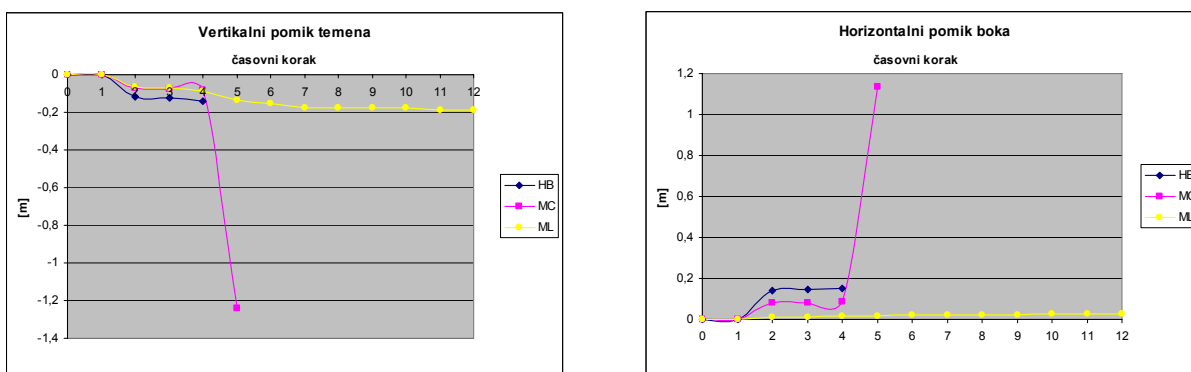 Vertikalni pomik temena
časovni korak
0
-0,2
-0,4
-0,6
-0,8
-1
-1,2
-1,4
0 1 2 3 4 5 6 7 8 9 10 11 12
[m]
HB
MC
ML
Horizontalni pomik boka
časovni korak
1,2
1
0,8
0,6
0,4
0,2
0
0 1 2 3 4 5 6 7 8 9 10 11 12
[m]
HB
MC
ML